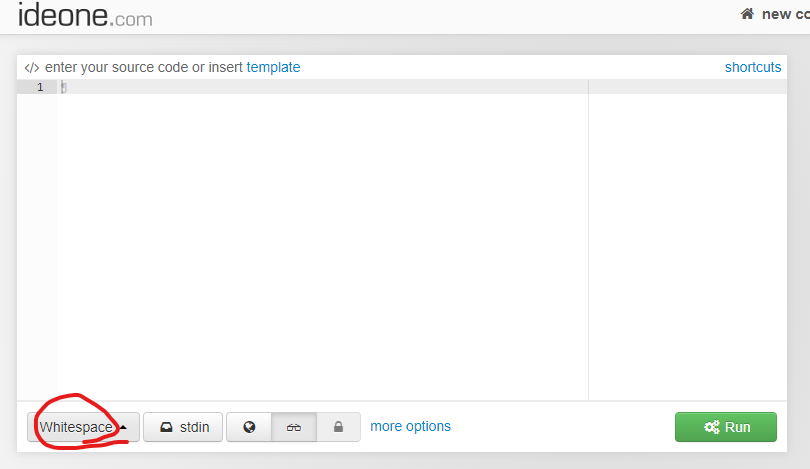 ideone.com
new co
</> enter your source code or insert template
shortcuts
1
Whitespace
stdin
more options
Run